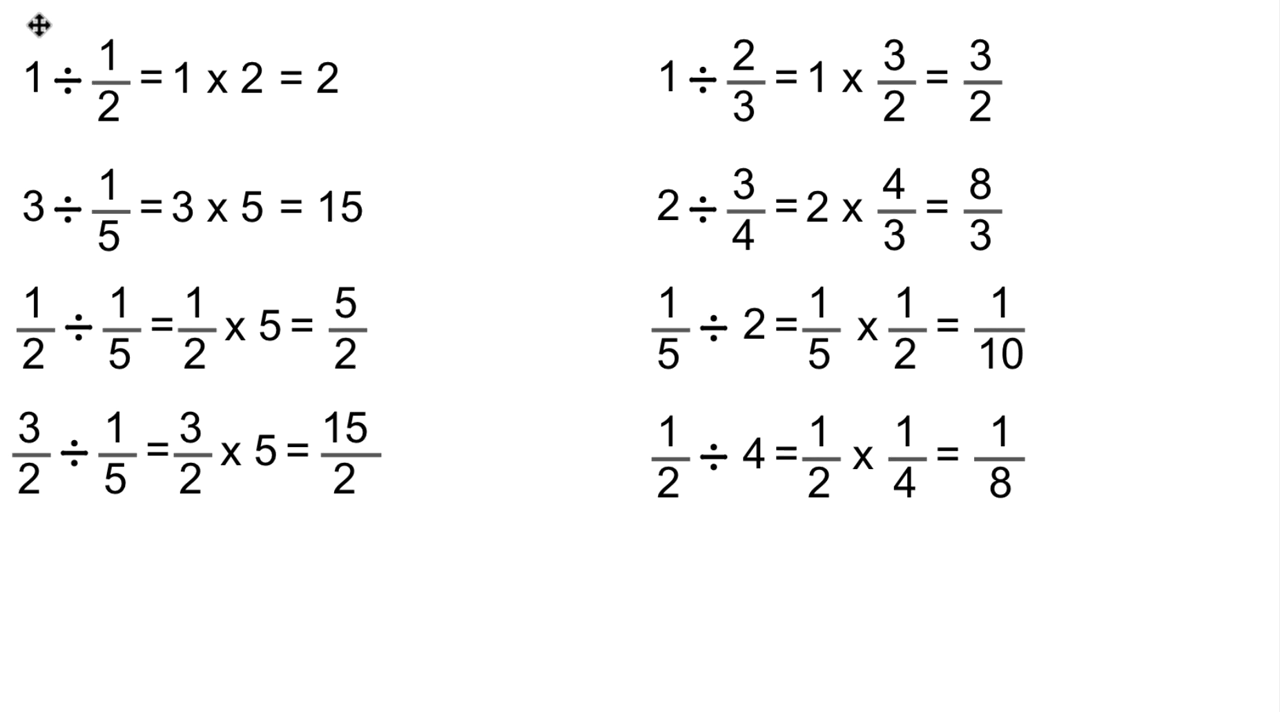 1 ÷ 1/2 = 1 x 2 = 2
3 ÷ 1/5 = 3 x 5 = 15
1/2 ÷ 1/5 = 1/2 x 5 = 5/2
3/2 ÷ 1/5 = 3/2 x 5 = 15/2
1 ÷ 2/3 = 1 x 3/2 = 3/2
2 ÷ 3/4 = 2 x 4/3 = 8/3
1/5 ÷ 2 = 1/5 x 1/2 = 1/10
1/2 ÷ 4 = 1/2 x 1/4 = 1/8